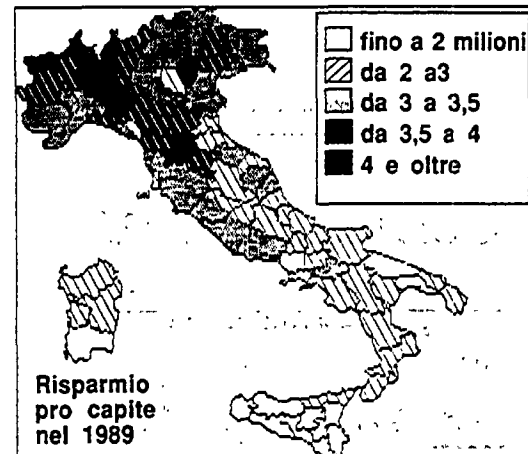 fino a 2 milioni
da 2 a3
da 3 a 3,5
da 3,5 a 4
4 e oltre
Risparmio
pro capite
nel 1989